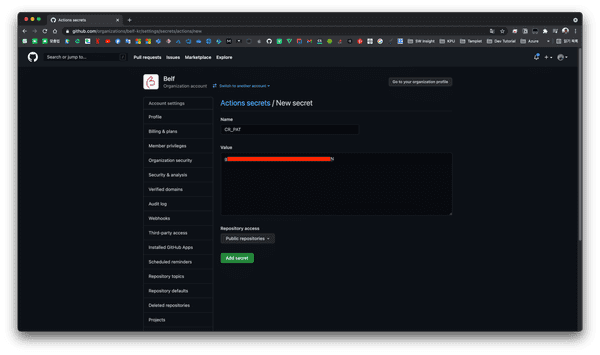 Actions secrets
github.com/organizations/belf-kr/settings/secrets/actions/new
SW Insight
KPU
Dev Tutorial
Search or jump to...
Pull requests Issues Marketplace Explore
Belf
Organization account
Switch to another account
Go to your organization profile
Account settings
Profile
Billing & plans
Member privileges
Organization security
Security & analysis
Verified domains
Audit log
Webhooks
Third-party access
Installed GitHub Apps
Scheduled reminders
Repository topics
Repository defaults
Deleted repositories
Projects
Actions secrets / New secret
Name
CR_PAT
Value
Repository access
Public repositories
Add secret